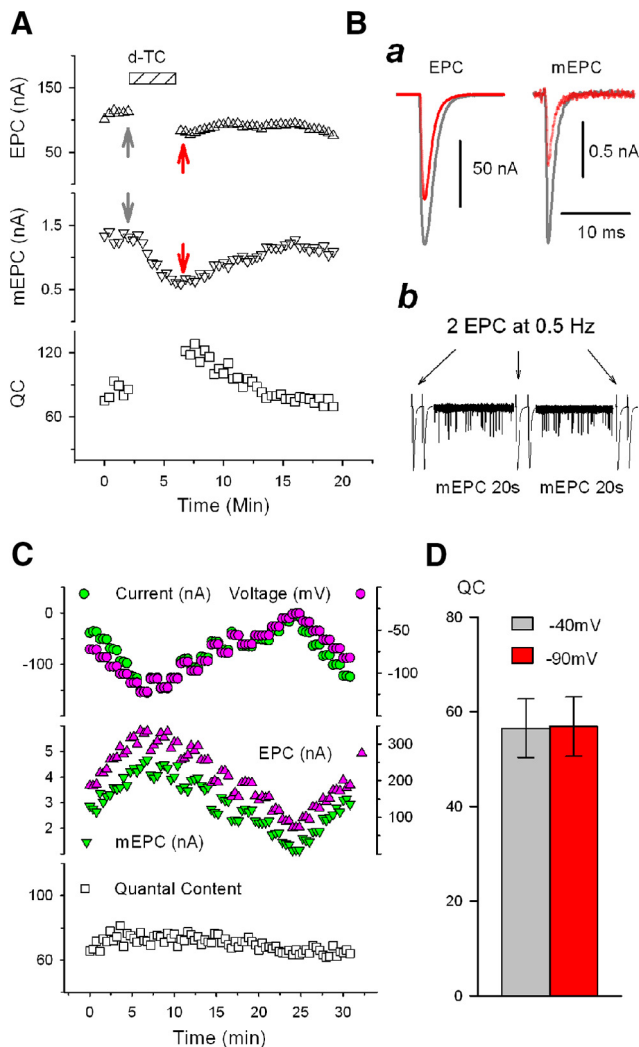 A
d-TC
EPC (nA)
150
50
mEPC (nA)
1.5
0.5
QC
120
60
0 5 10 15 20
Time (Min)
B
a
EPC mEPC
50 nA
0.5 nA
10 ms
b
2 EPC at 0.5 Hz
mEPC 20s mEPC 20s
C
Current (nA) Voltage (mV)
0
-100
-50
-100
EPC (nA)
5
4
3
2
300
200
100
mEPC (nA)
Quantal Content
100
60
0 5 10 15 20 25 30
Time (min)
D
QC
80
60
40
20
0
-40mV
-90mV